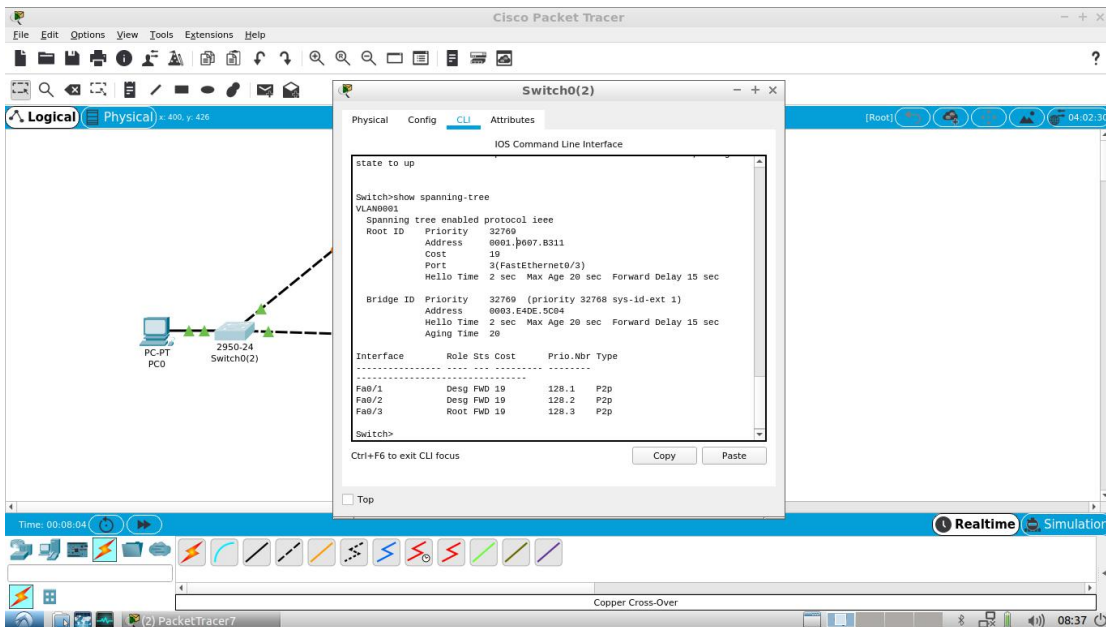 Cisco Packet Tracer
File Edit Options View Tools Extensions Help
?
Logical Physical x: 400, y: 426 [Root] 04:02:30
Switch0(2)
Physical Config CLI Attributes
IOS Command Line Interface
state to up
Switch>show spanning-tree
VLAN0001
Spanning tree enabled protocol ieee
Root ID Priority 32769
Address 0001.9607.B311
Cost 19
Port 3(FastEthernet0/3)
Hello Time 2 sec Max Age 20 sec Forward Delay 15 sec
Bridge ID Priority 32769 (priority 32768 sys-id-ext 1)
Address 0003.E4DE.5C04
Hello Time 2 sec Max Age 20 sec Forward Delay 15 sec
Aging Time 20
Interface Role Sts Cost Prio.Nbr Type
---------------- ---- --- --------- --------
--------------------------------
Fa0/1 Desg FWD 19 128.1 P2p
Fa0/2 Desg FWD 19 128.2 P2p
Fa0/3 Root FWD 19 128.3 P2p
Switch>
Ctrl+F6 to exit CLI focus Copy Paste
Top
PC-PT
PC0
2950-24
Switch0(2)
Time: 00:08:04 Realtime Simulation
Copper Cross-Over
(2) PacketTracer7 08:37